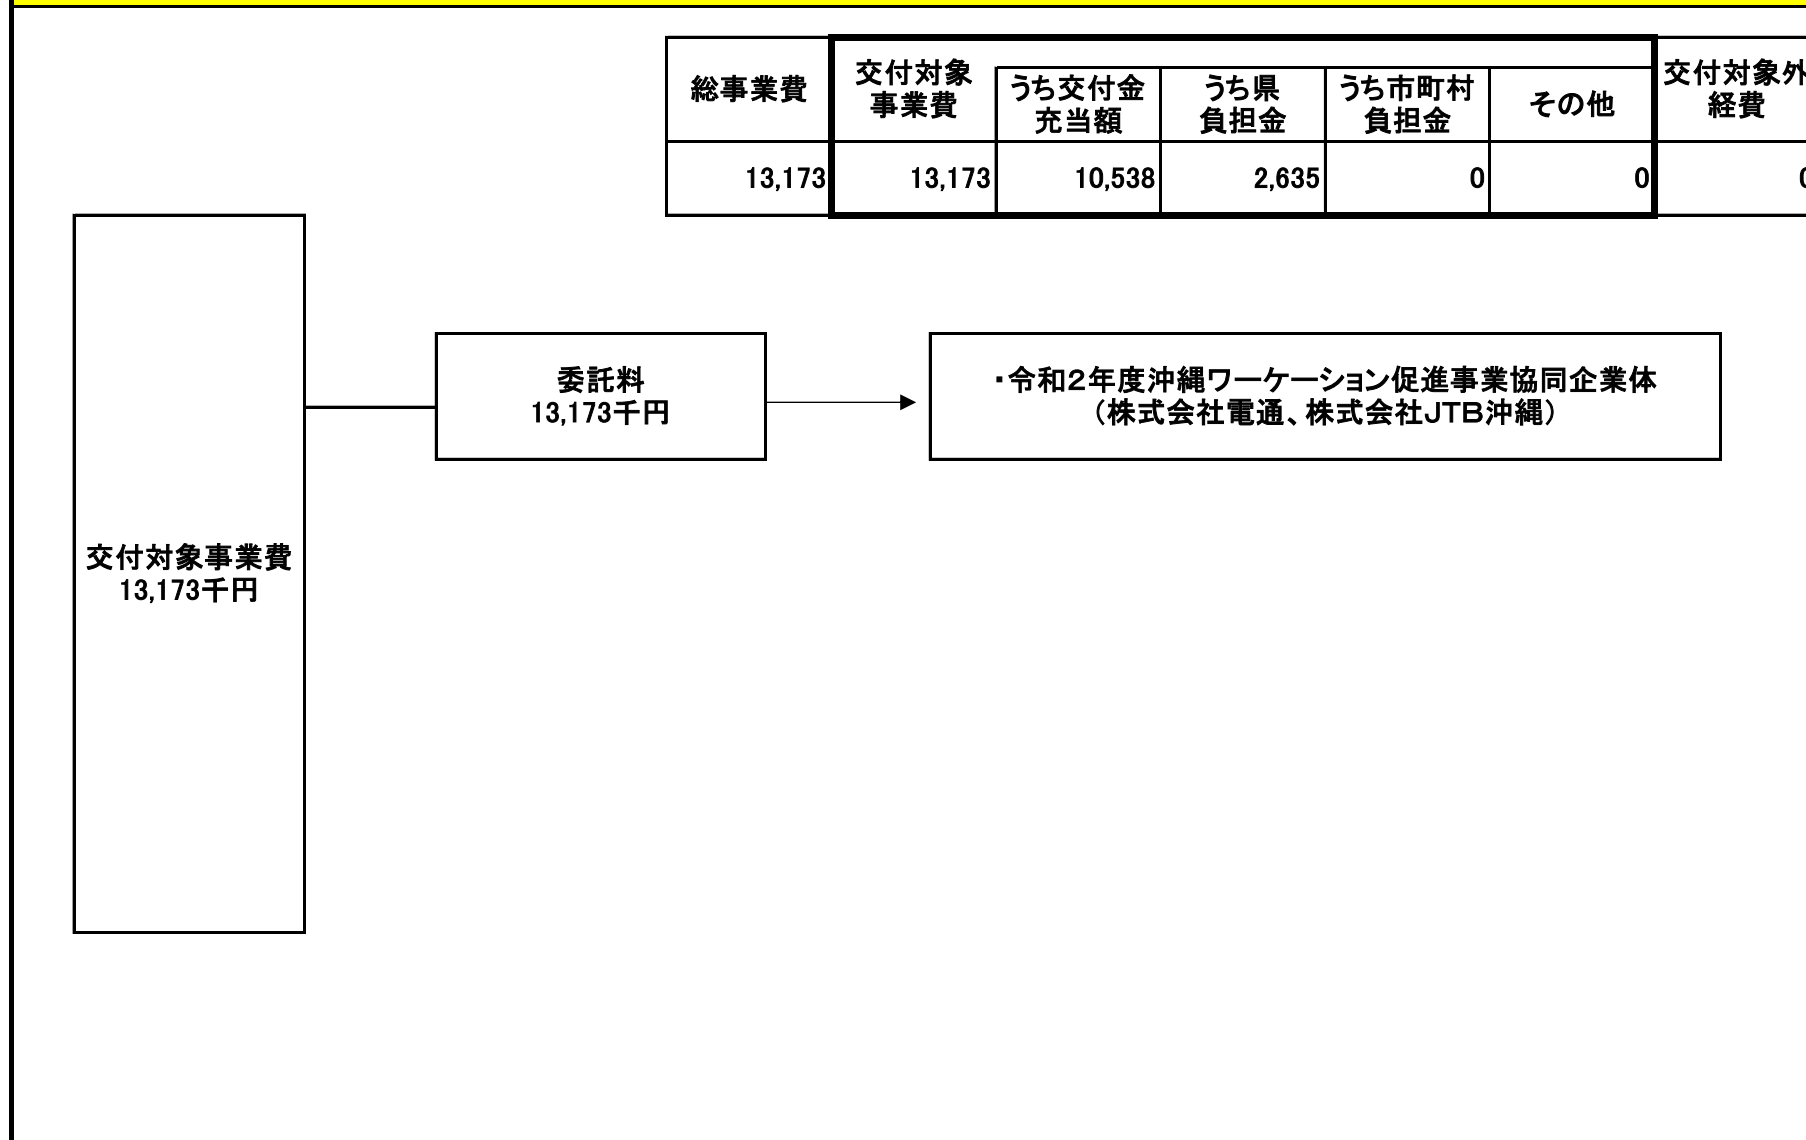 総事業費
交付対象
事業費
うち交付金
充当額
うち県
負担金
うち市町村
負担金
その他
交付対象外
経費
13,173
13,173
10,538
2,635
0
0
0
委託料
13,173千円
・令和2年度沖縄ワーケーション促進事業協同企業体
（株式会社電通、株式会社JTB沖縄）
交付対象事業費
13,173千円